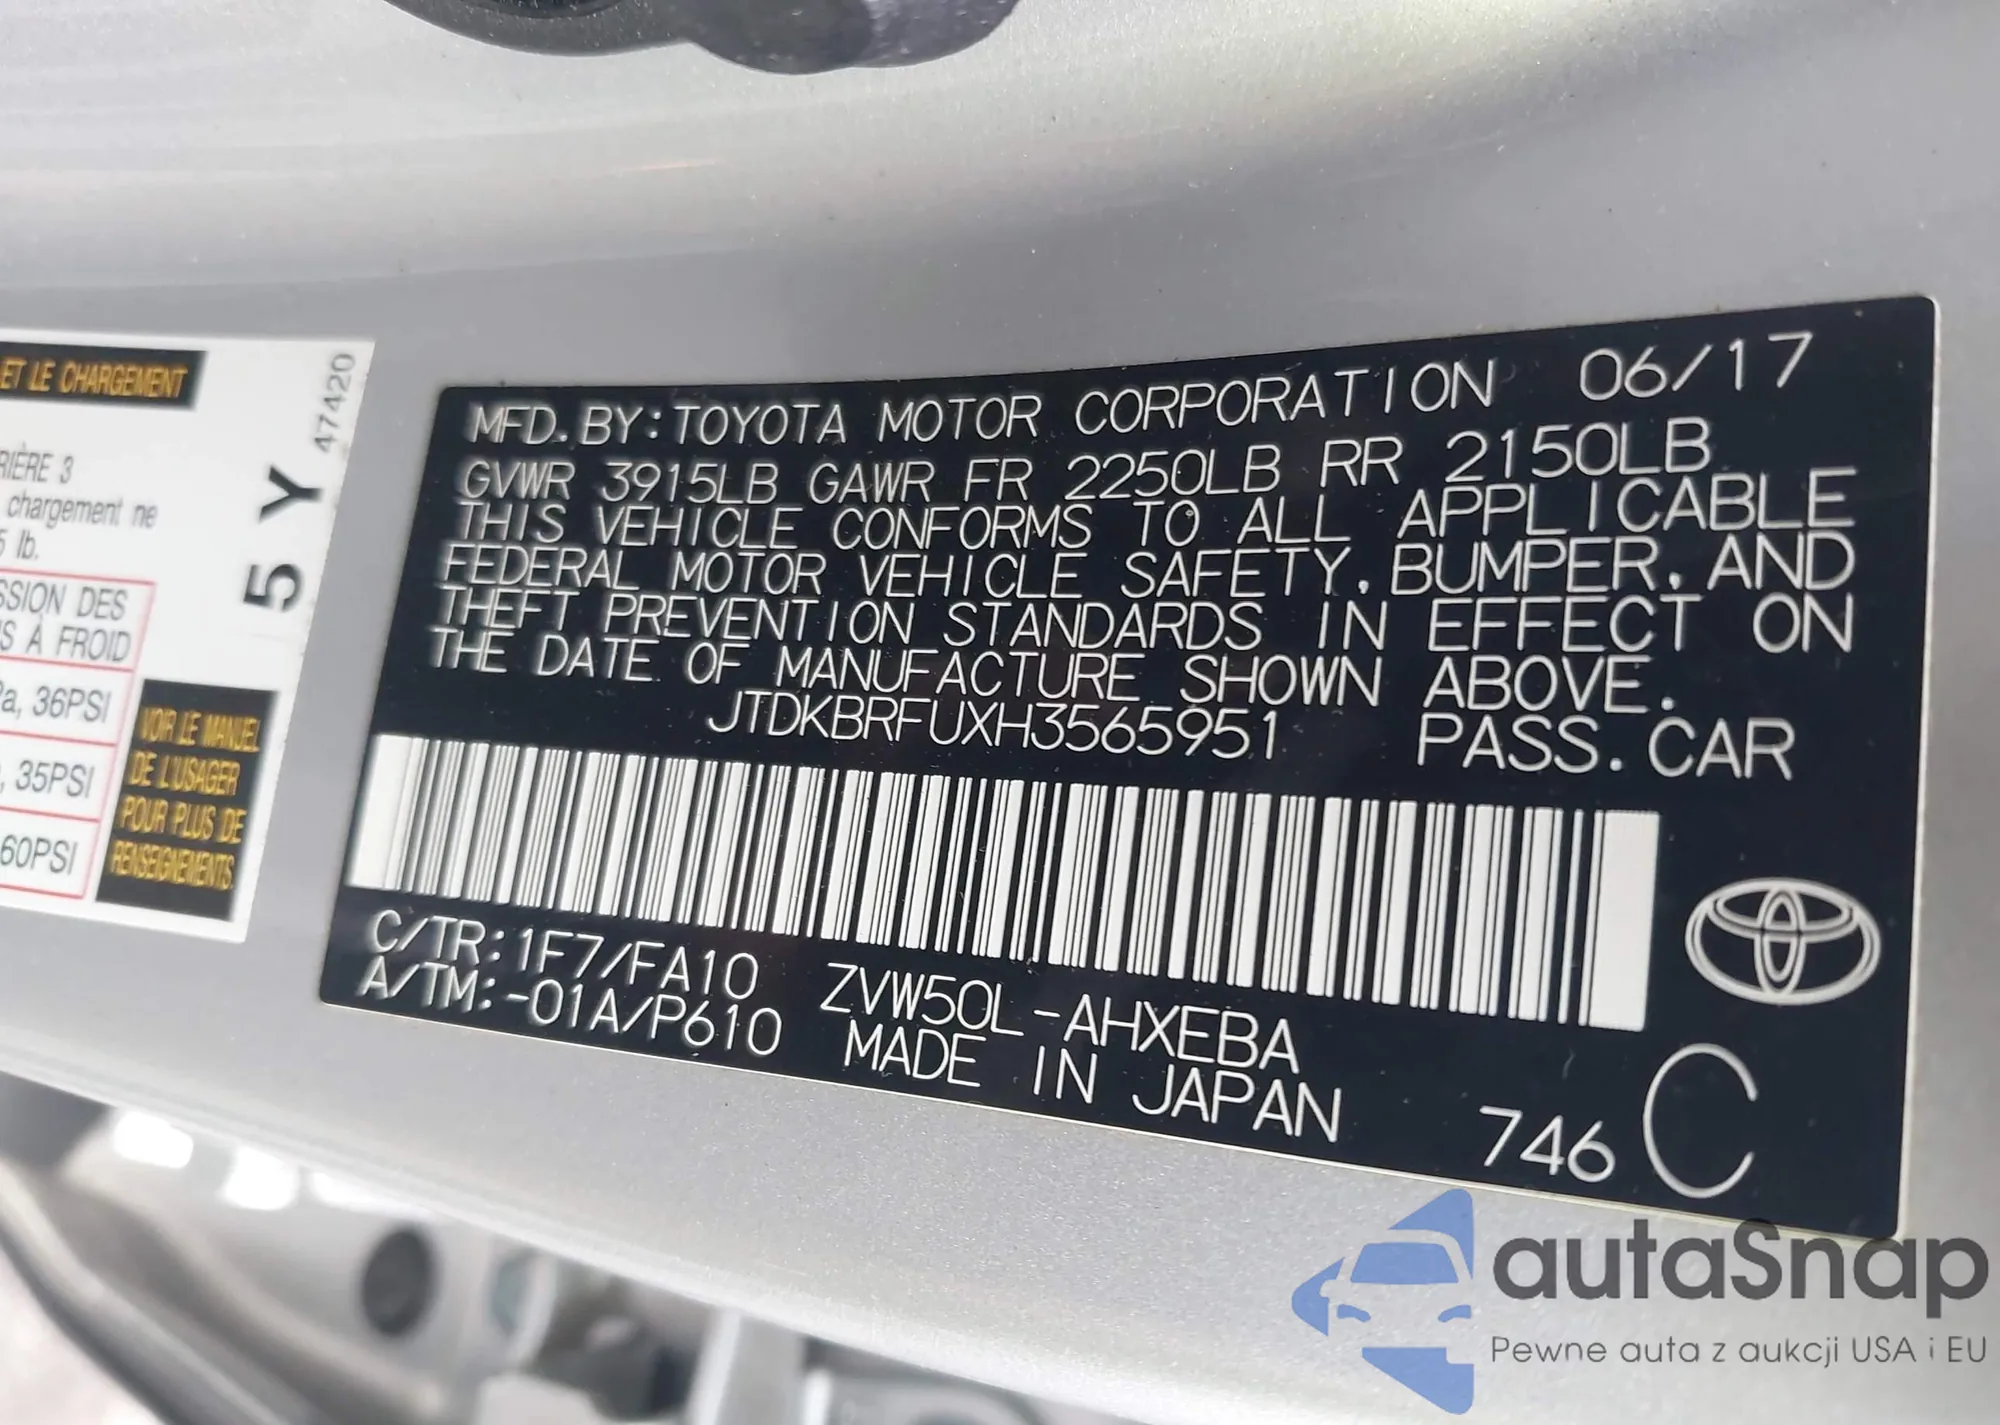 ET LE CHARGEMENT
47420
5 Y
RIÈRE 3
chargement ne
5 lb.
SSION DES
S À FROID
Pa, 36PSI
, 35PSI
60PSI
VOIR LE MANUEL
DE L'USAGER
POUR PLUS DE
RENSEIGNEMENTS
MFD. BY: TOYOTA MOTOR CORPORATION 06/17
GVWR 3915LB GAWR FR 2250LB RR 2150LB
THIS VEHICLE CONFORMS TO ALL APPLICABLE
FEDERAL MOTOR VEHICLE SAFETY, BUMPER, AND
THEFT PREVENTION STANDARDS IN EFFECT ON
THE DATE OF MANUFACTURE SHOWN ABOVE.
JTDKBRFUXH3565951 PASS. CAR
C/TR: 1F7/FA10 ZVW50L-AHXEBA
A/TM: -01A/P610 MADE IN JAPAN
746 C
autaSnap
Pewne auta z aukcji USA i EU